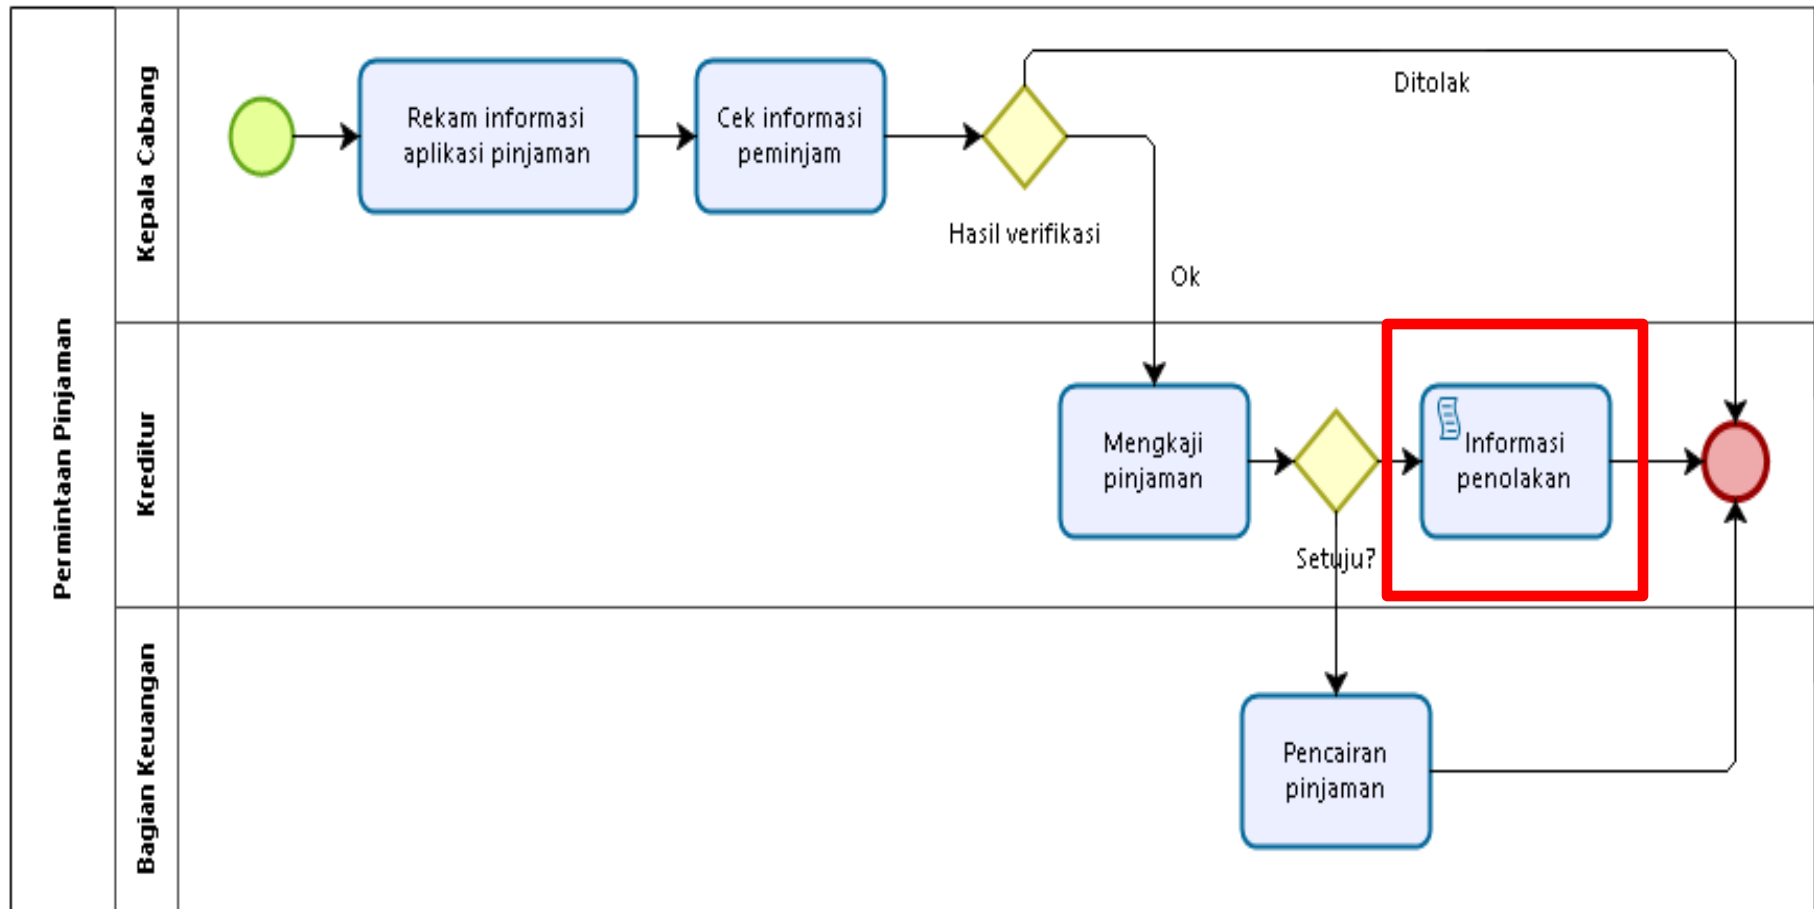 Permintaan Pinjaman
Kepala Cabang
Rekam informasi
aplikasi pinjaman
Cek informasi
peminjam
Hasil verifikasi
Ditolak
Ok
Kreditur
Mengkaji
pinjaman
Setuju?
Informasi
penolakan
Bagian Keuangan
Pencairan
pinjaman